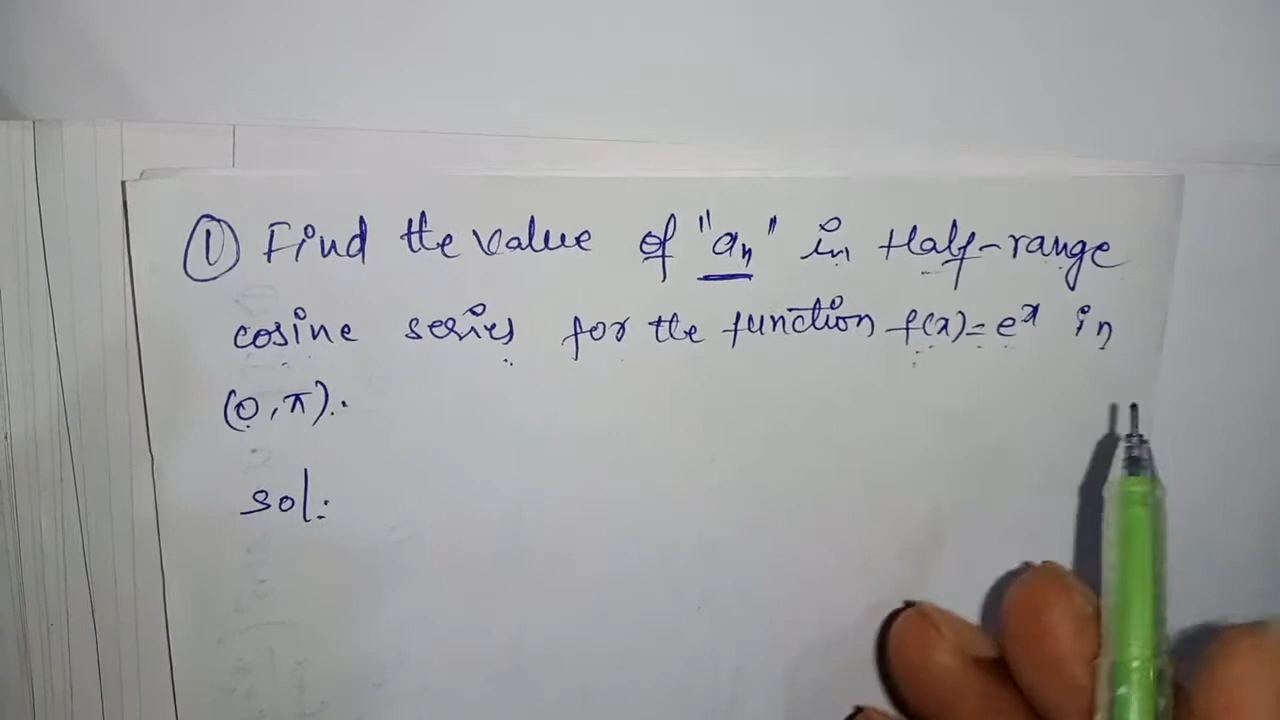 ① Find the value of "aₙ" in Half-range
cosine series for the function f(x)=eˣ in
(0,π).
Sol: